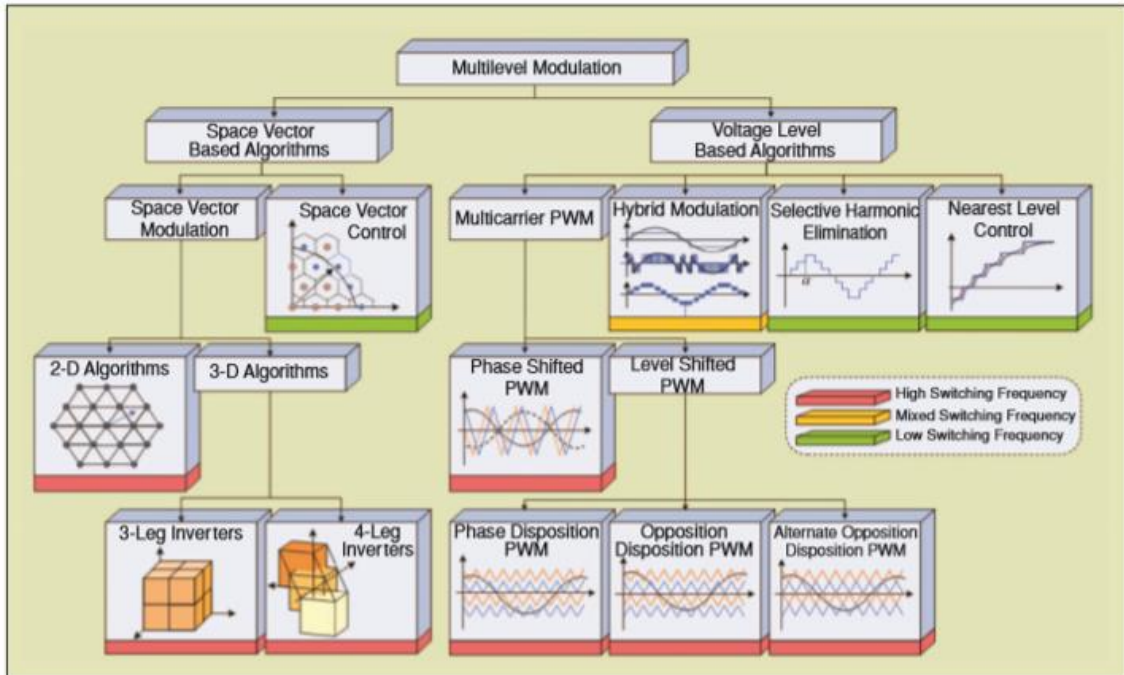 Multilevel Modulation
Space Vector
Based Algorithms
Voltage Level
Based Algorithms
Space Vector
Modulation
Space Vector
Control
Multicarrier PWM
Hybrid Modulation
Selective Harmonic
Elimination
α
Nearest Level
Control
2-D Algorithms
3-D Algorithms
Phase Shifted
PWM
Level Shifted
PWM
High Switching Frequency
Mixed Switching Frequency
Low Switching Frequency
3-Leg Inverters
4-Leg
Inverters
Phase Disposition
PWM
Opposition
Disposition PWM
Alternate Opposition
Disposition PWM